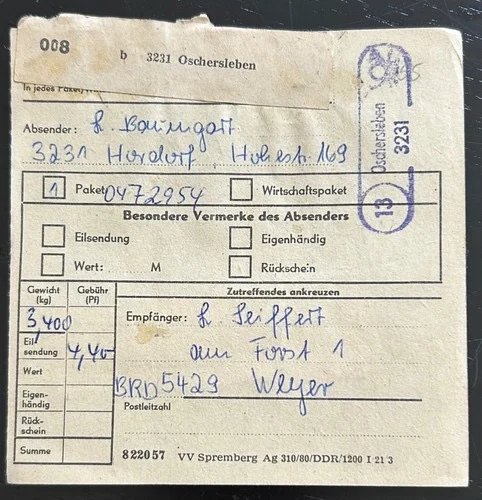 008 b 3231 Oschersleben
In jedes Paket
Absender: L. Baumgart
3231 Hordorf, Hohestr. 169
1 Paket 0472954 Wirtschaftspaket
Besondere Vermerke des Absenders
Eilsendung Eigenhändig
Wert: M Rückschein
Oschersleben
3231
13
Gewicht (kg) Gebühr (Pf)
3,400
Eilsendung 4,40
Wert
Eigenhändig
Rückschein
Summe
Zutreffendes ankreuzen
Empfänger: L. Seiffert
am Forst 1
BRD 5429 Weyer
Postleitzahl
822057 VV Spremberg Ag 310/80/DDR/1200 I 21 3